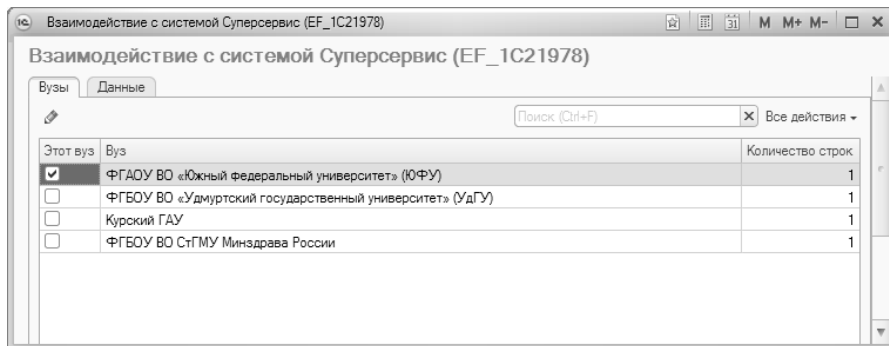 1С Взаимодействие с системой Суперсервис (EF_1C21978) 31 M M+ M-
Взаимодействие с системой Суперсервис (EF_1C21978)
Вузы Данные
Поиск (Ctrl+F) Все действия
Этот вуз Вуз Количество строк
ФГАОУ ВО «Южный федеральный университет» (ЮФУ) 1
ФГБОУ ВО «Удмуртский государственный университет» (УдГУ) 1
Курский ГАУ 1
ФГБОУ ВО СтГМУ Минздрава России 1